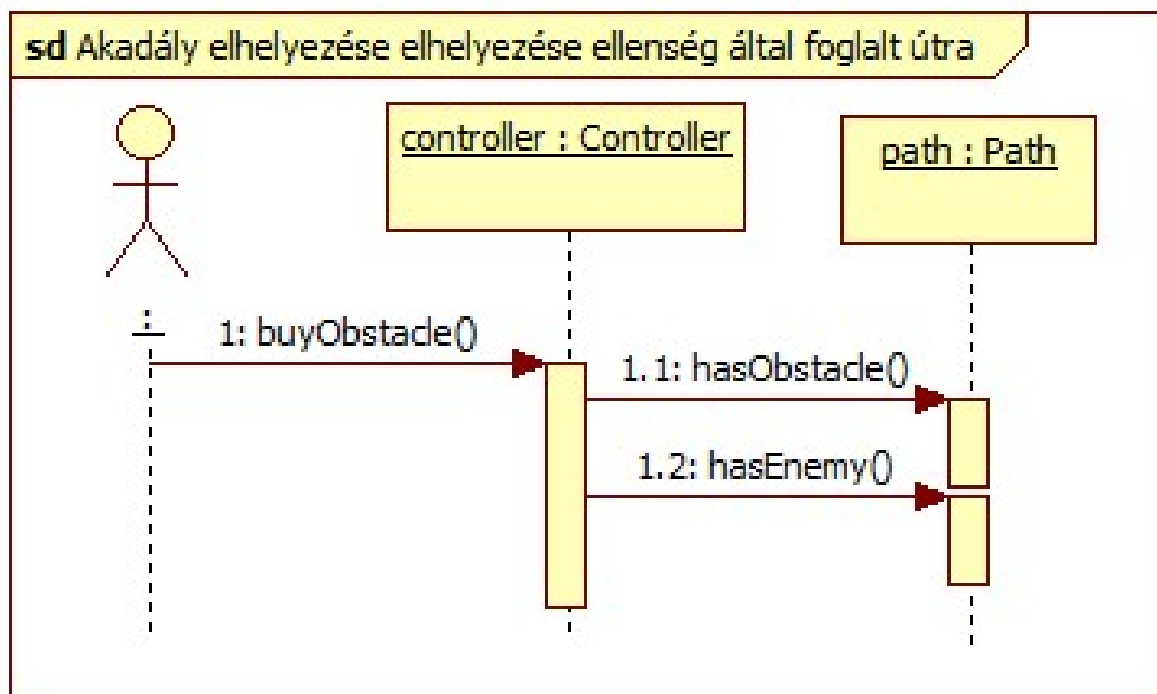 sd Akadály elhelyezése elhelyezése ellenség által foglalt útra
controller : Controller
path : Path
:
1: buyObstacle()
1.1: hasObstacle()
1.2: hasEnemy()